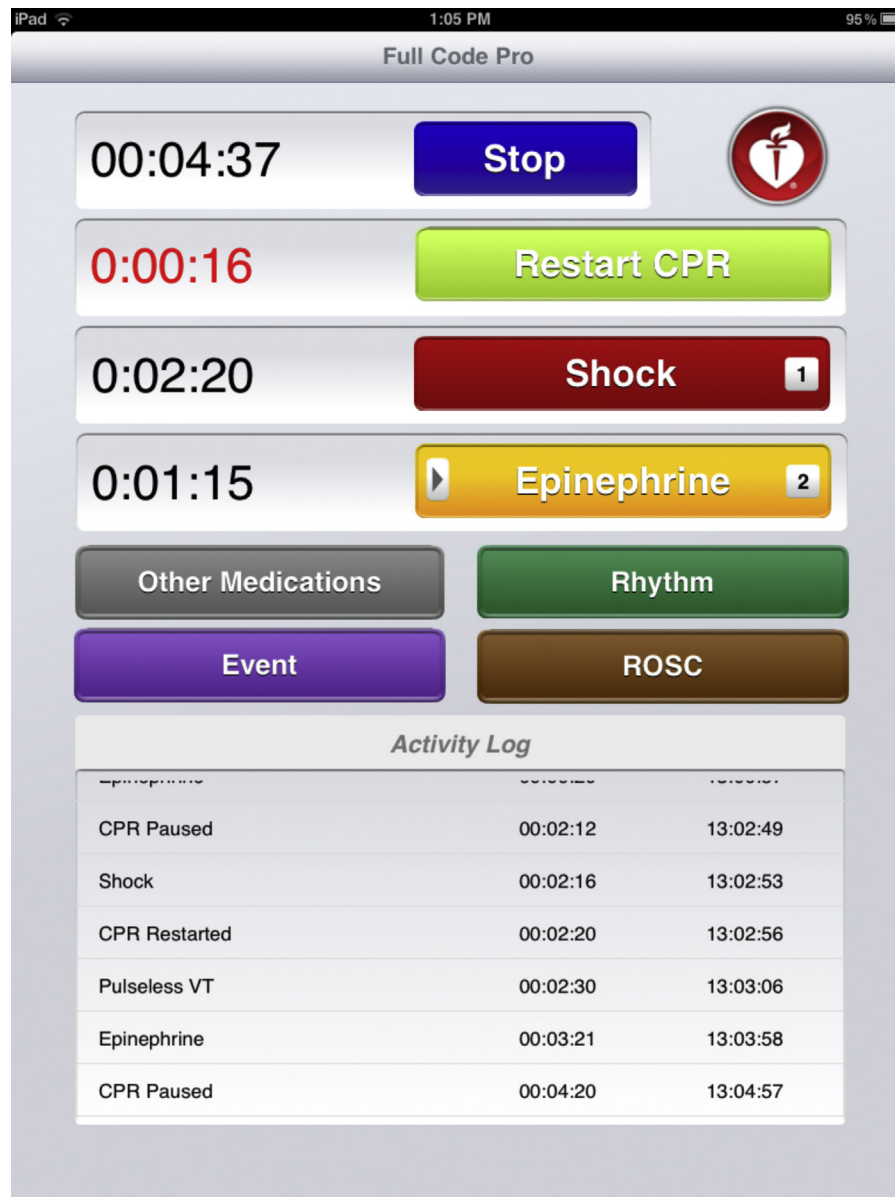 iPad 1:05 PM 95%
Full Code Pro
00:04:37 Stop
0:00:16 Restart CPR
0:02:20 Shock 1
0:01:15 Epinephrine 2
Other Medications Rhythm
Event ROSC
Activity Log
Epinephrine
CPR Paused 00:02:12 13:02:49
Shock 00:02:16 13:02:53
CPR Restarted 00:02:20 13:02:56
Pulseless VT 00:02:30 13:03:06
Epinephrine 00:03:21 13:03:58
CPR Paused 00:04:20 13:04:57